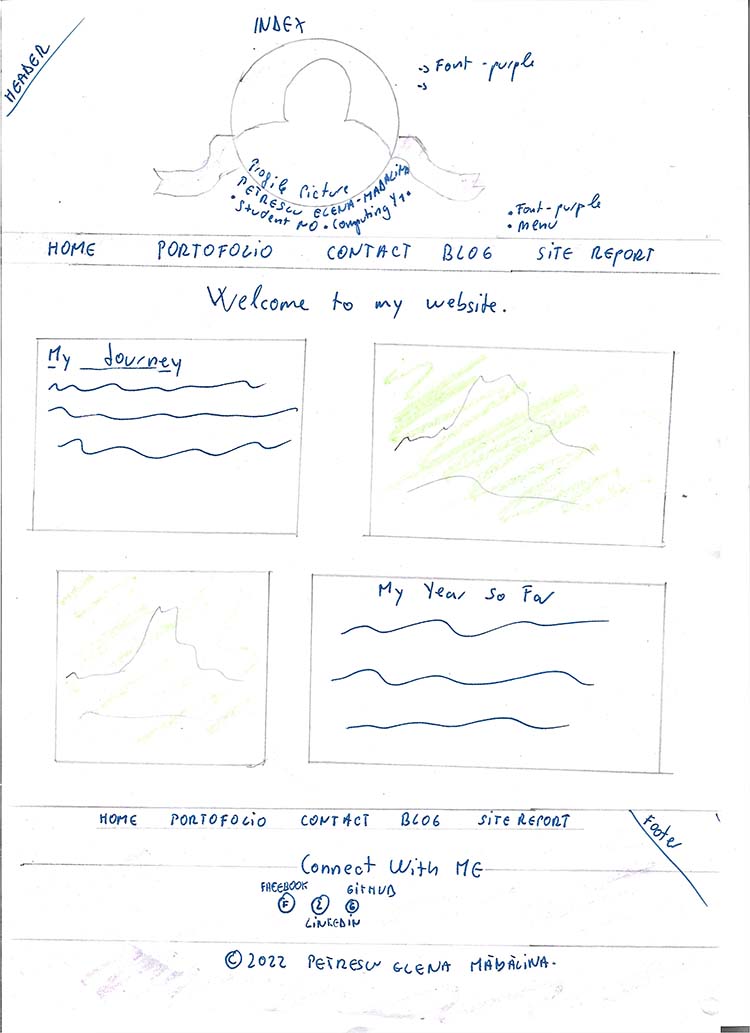 INDEX
HEADER
-> Font - purple
->
Profile Picture
PETRESCU ELENA-MADALINA
• Student NO • Computing Y1 •
• Font - purple
• menu
HOME PORTOFOLIO CONTACT BLOG SITE REPORT
Welcome to my website.
My Journey
My Year So Far
HOME PORTOFOLIO CONTACT BLOG SITE REPORT
Footer
Connect With ME
FACEBOOK GITHUB
F L G
LINKEDIN
© 2022 PETRESCU ELENA MĂDĂLINA.